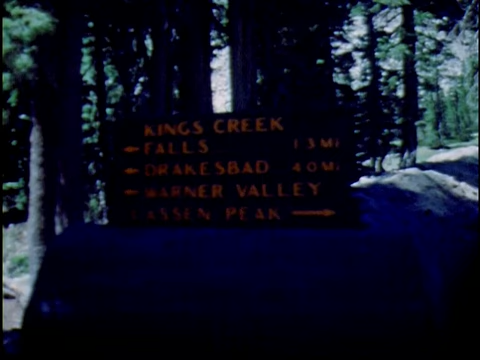 KINGS CREEK
← FALLS 1.3 MI
← DRAKESBAD 4.0 MI
← WARNER VALLEY
LASSEN PEAK →